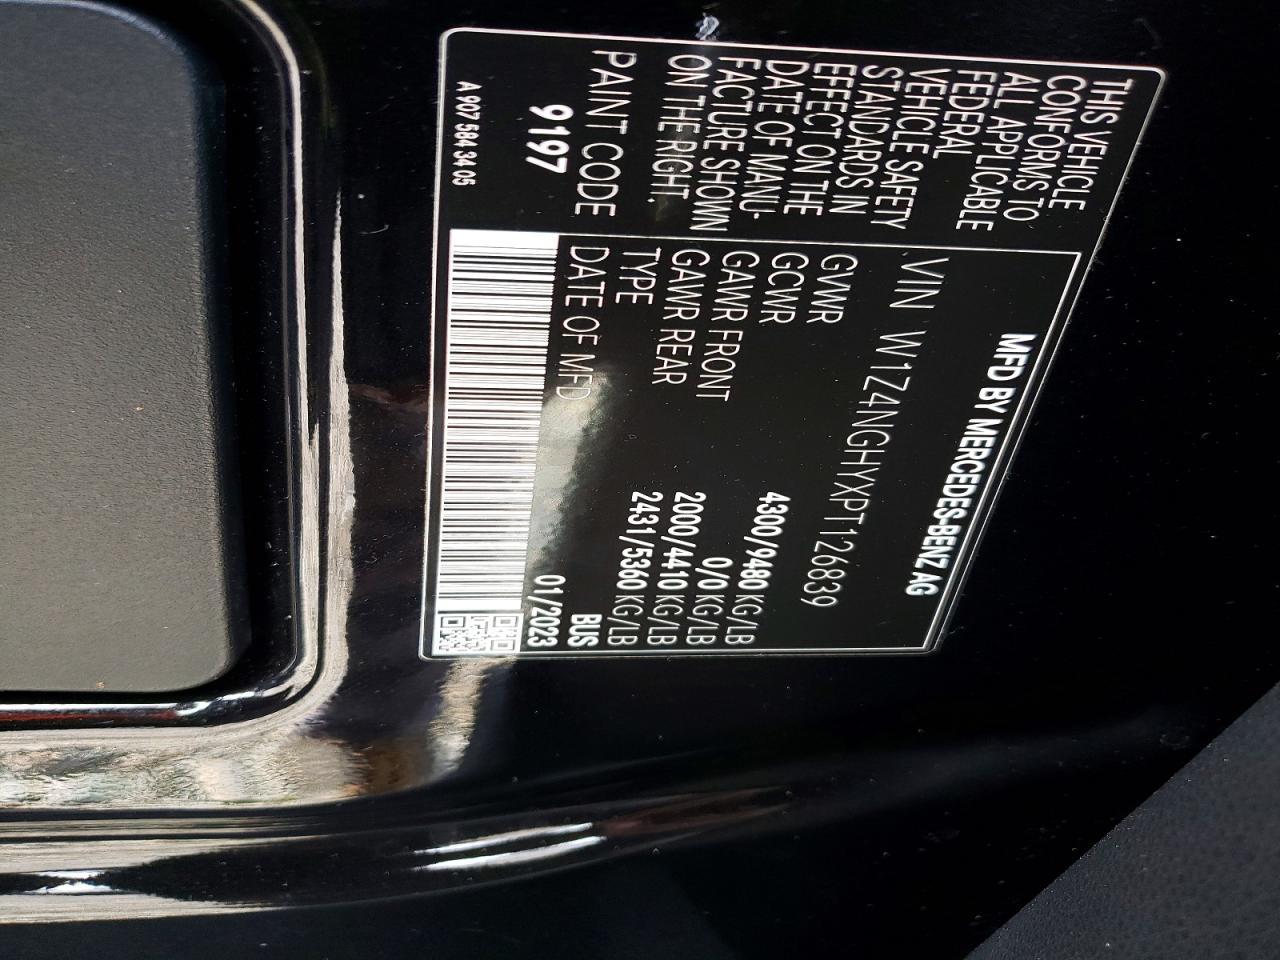 THIS VEHICLE
CONFORMS TO
ALL APPLICABLE
FEDERAL
VEHICLE SAFETY
STANDARDS IN
EFFECT ON THE
DATE OF MANU-
FACTURE SHOWN
ON THE RIGHT.
PAINT CODE
9197
A 907 584 34 05
MFD BY MERCEDES-BENZ AG
VIN W1Z4NGHYXPT126839
GVWR 4300/9480 KG/LB
GCWR 0/0 KG/LB
GAWR FRONT 2000/4410 KG/LB
GAWR REAR 2431/5360 KG/LB
TYPE BUS
DATE OF MFD 01/2023